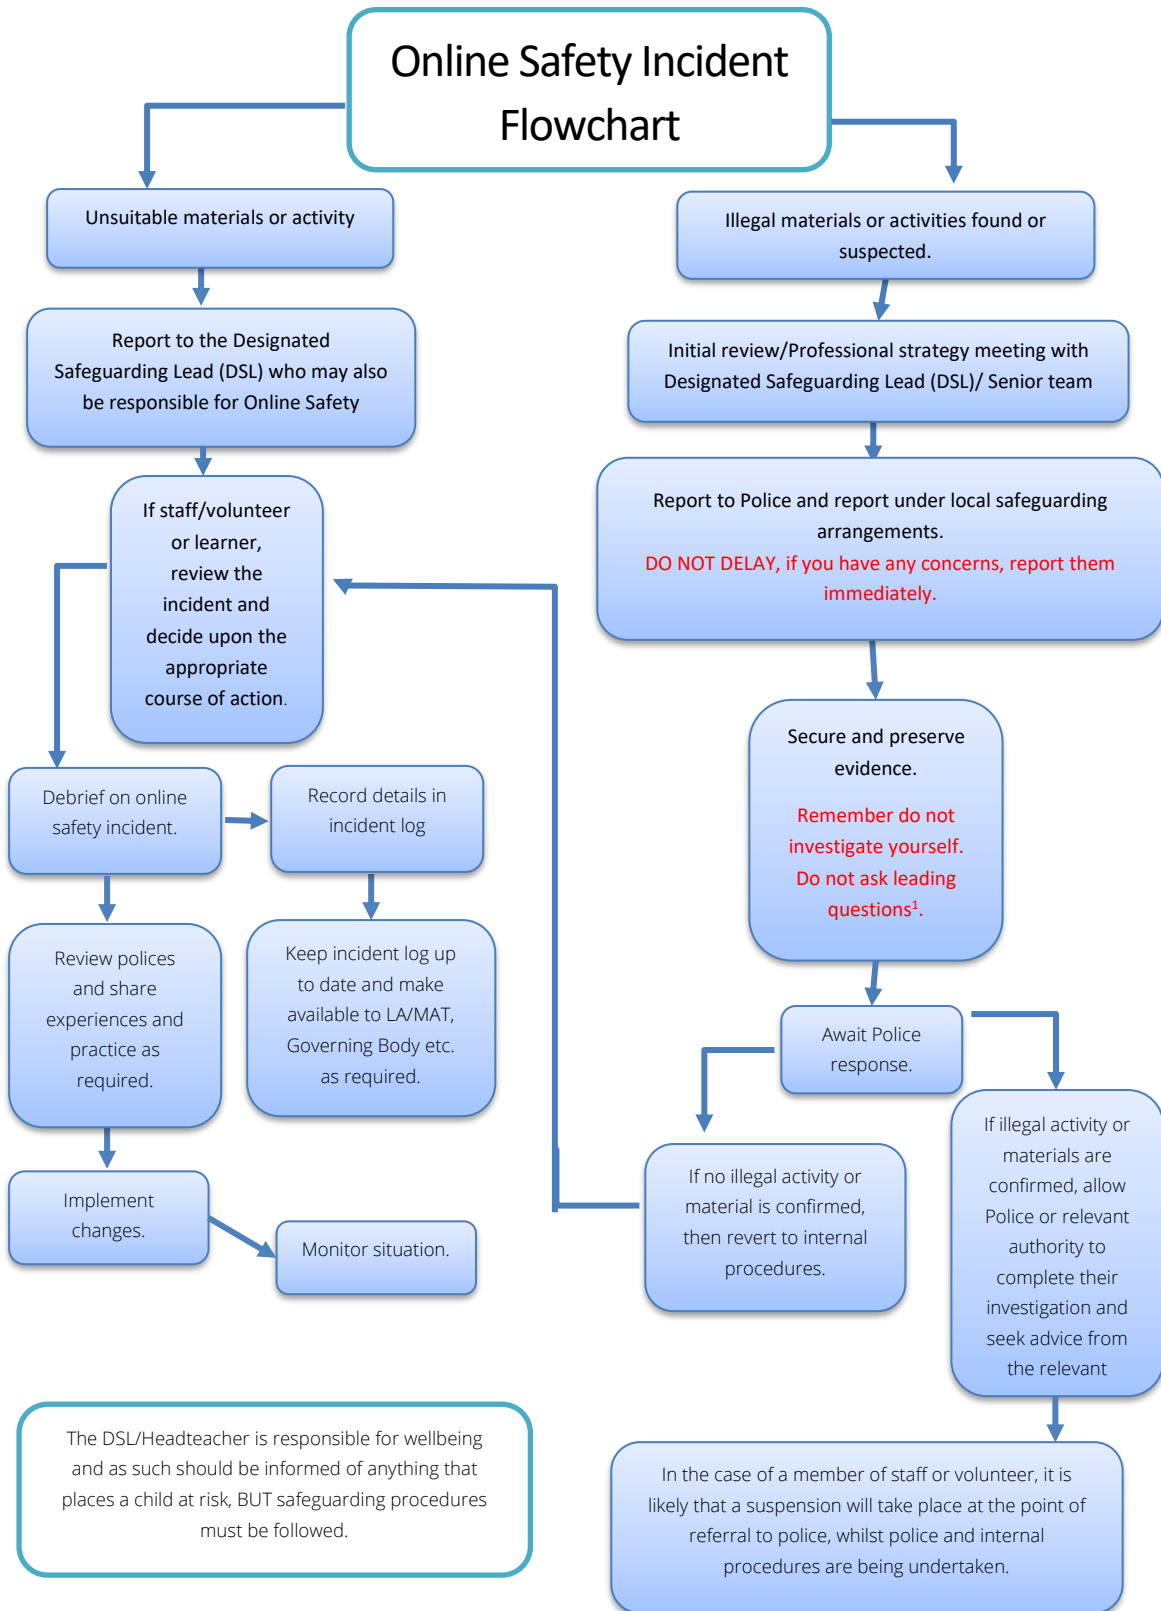 Online Safety Incident
Flowchart
Unsuitable materials or activity
Report to the Designated
Safeguarding Lead (DSL) who may also
be responsible for Online Safety
If staff/volunteer
or learner,
review the
incident and
decide upon the
appropriate
course of action.
Debrief on online
safety incident.
Record details in
incident log
Review polices
and share
experiences and
practice as
required.
Keep incident log up
to date and make
available to LA/MAT,
Governing Body etc.
as required.
Implement
changes.
Monitor situation.
Illegal materials or activities found or
suspected.
Initial review/Professional strategy meeting with
Designated Safeguarding Lead (DSL)/ Senior team
Report to Police and report under local safeguarding
arrangements.
DO NOT DELAY, if you have any concerns, report them
immediately.
Secure and preserve
evidence.
Remember do not
investigate yourself.
Do not ask leading
questions¹.
Await Police
response.
If no illegal activity or
material is confirmed,
then revert to internal
procedures.
If illegal activity or
materials are
confirmed, allow
Police or relevant
authority to
complete their
investigation and
seek advice from
the relevant
In the case of a member of staff or volunteer, it is
likely that a suspension will take place at the point of
referral to police, whilst police and internal
procedures are being undertaken.
The DSL/Headteacher is responsible for wellbeing
and as such should be informed of anything that
places a child at risk, BUT safeguarding procedures
must be followed.